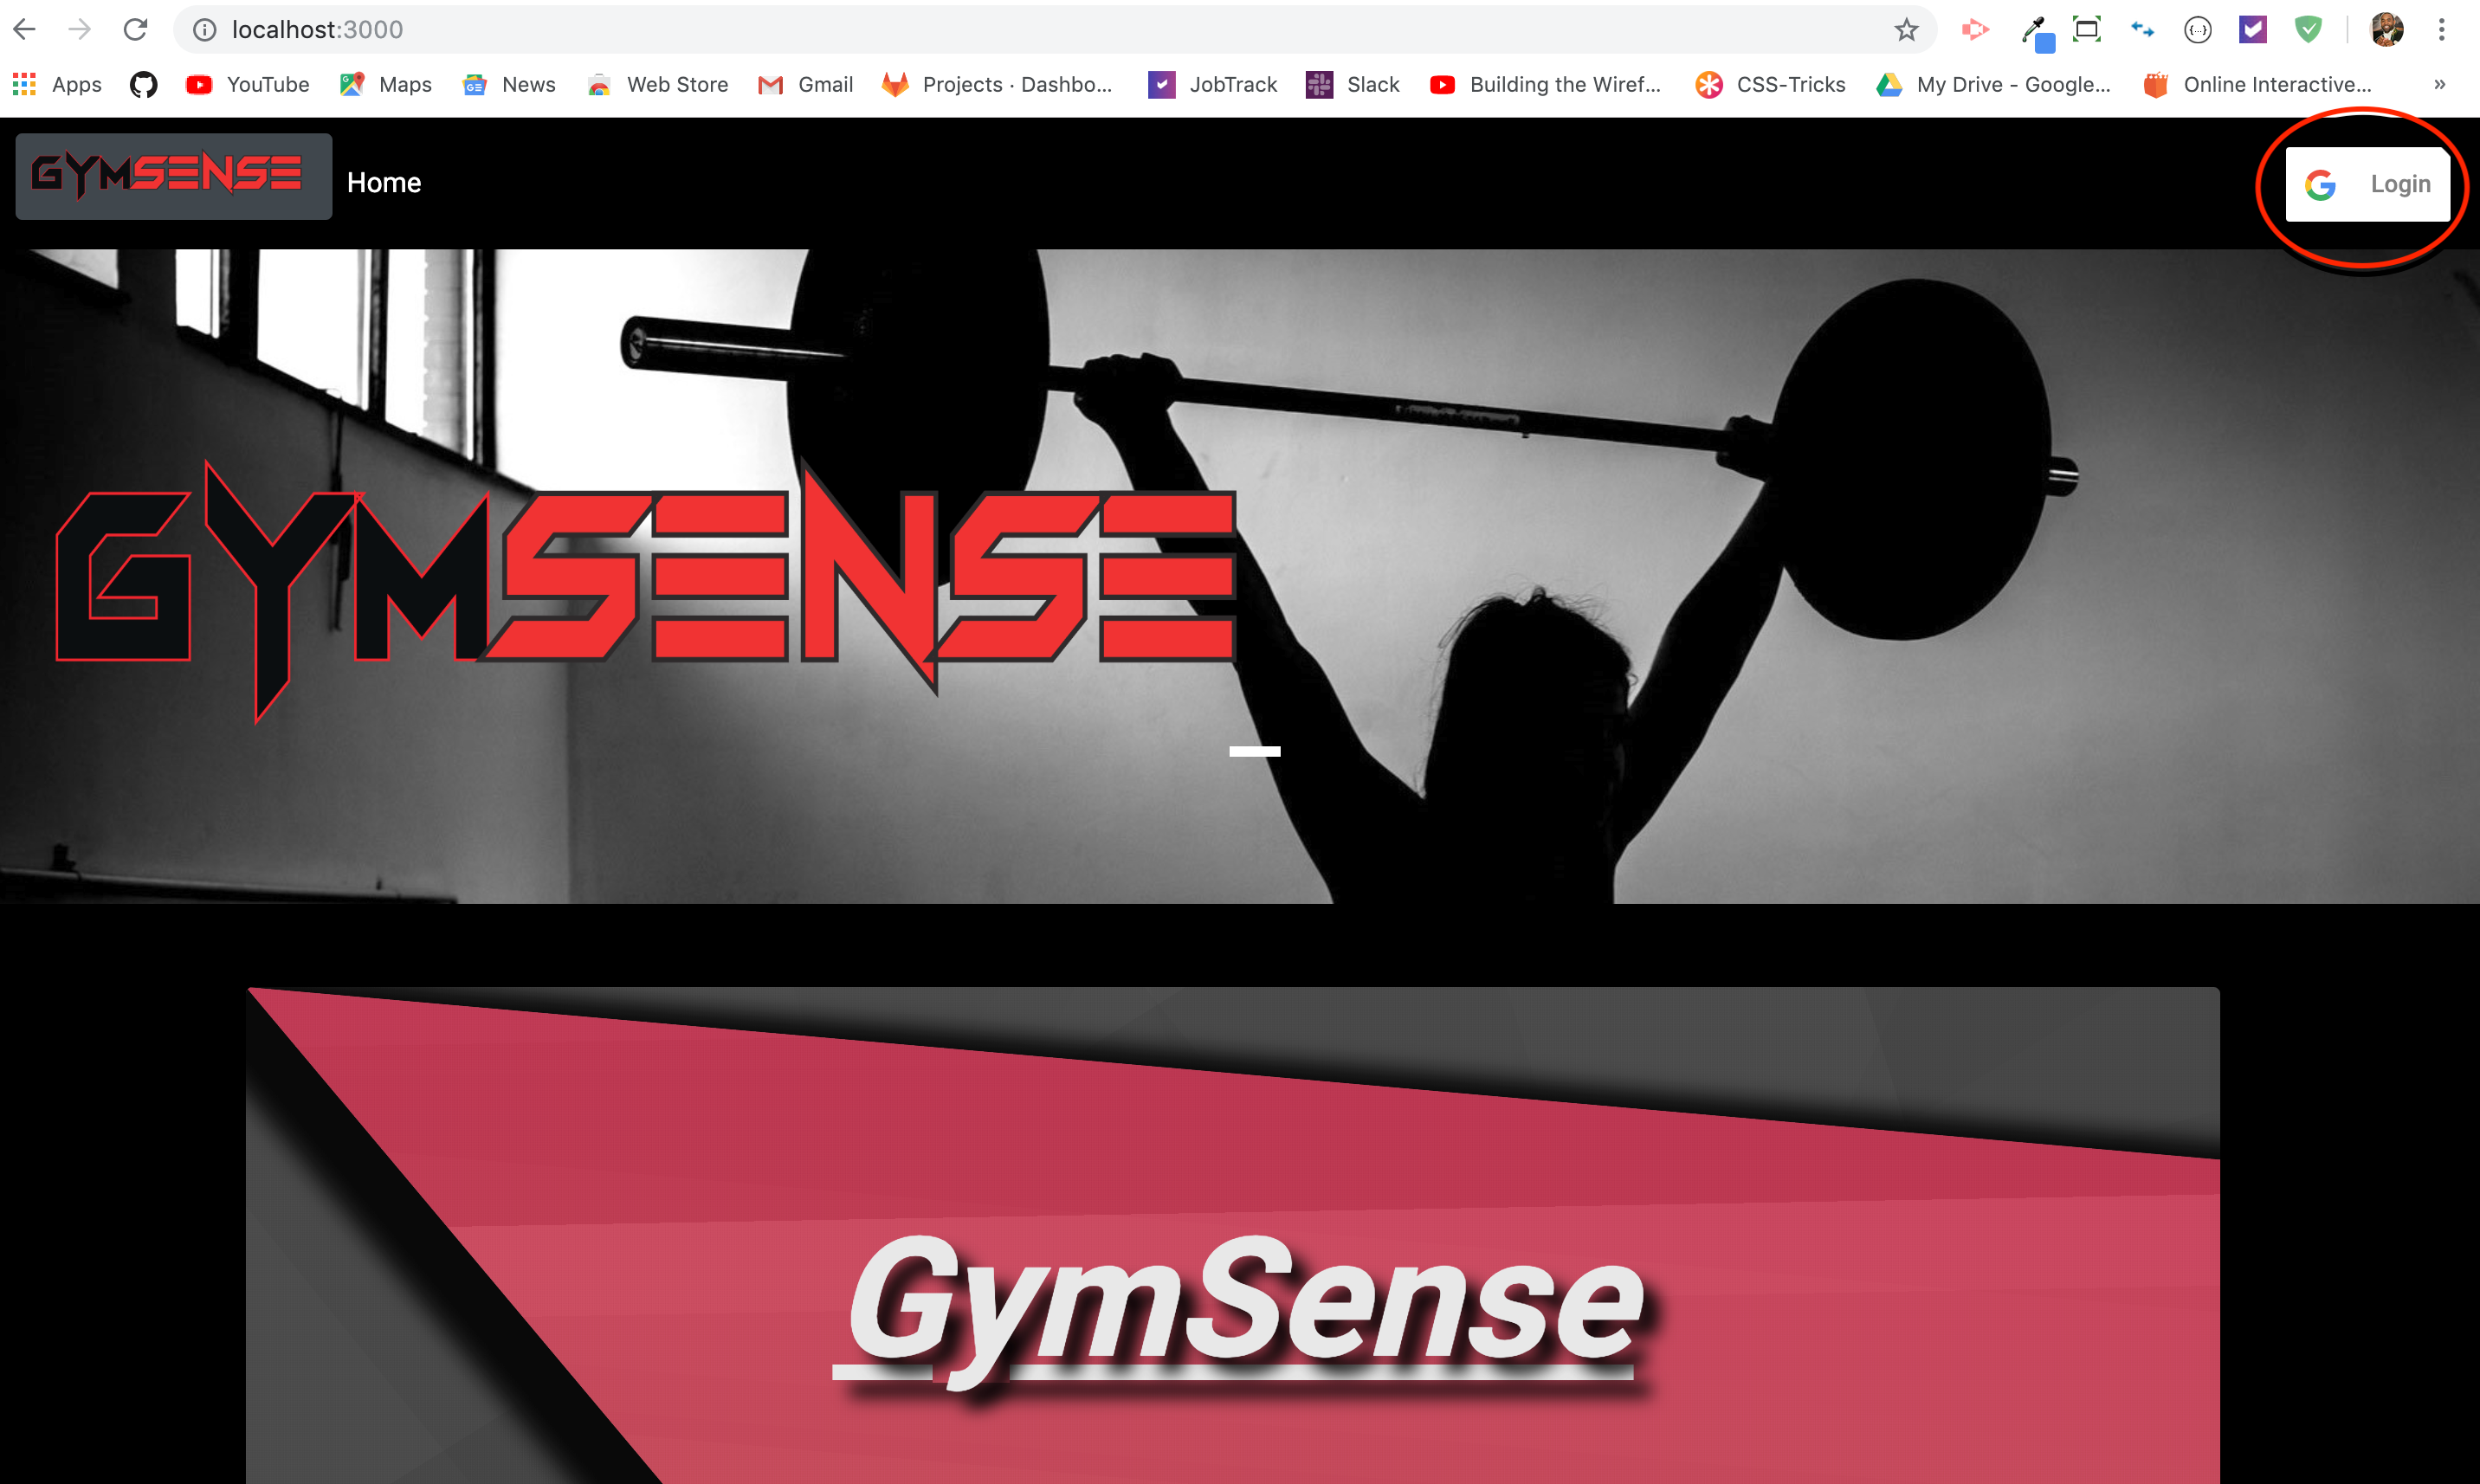 localhost:3000
Apps YouTube Maps News Web Store Gmail Projects · Dashbo... JobTrack Slack Building the Wiref... CSS-Tricks My Drive - Google... Online Interactive... »
GYMSENSE Home Login
GYMSENSE
GymSense